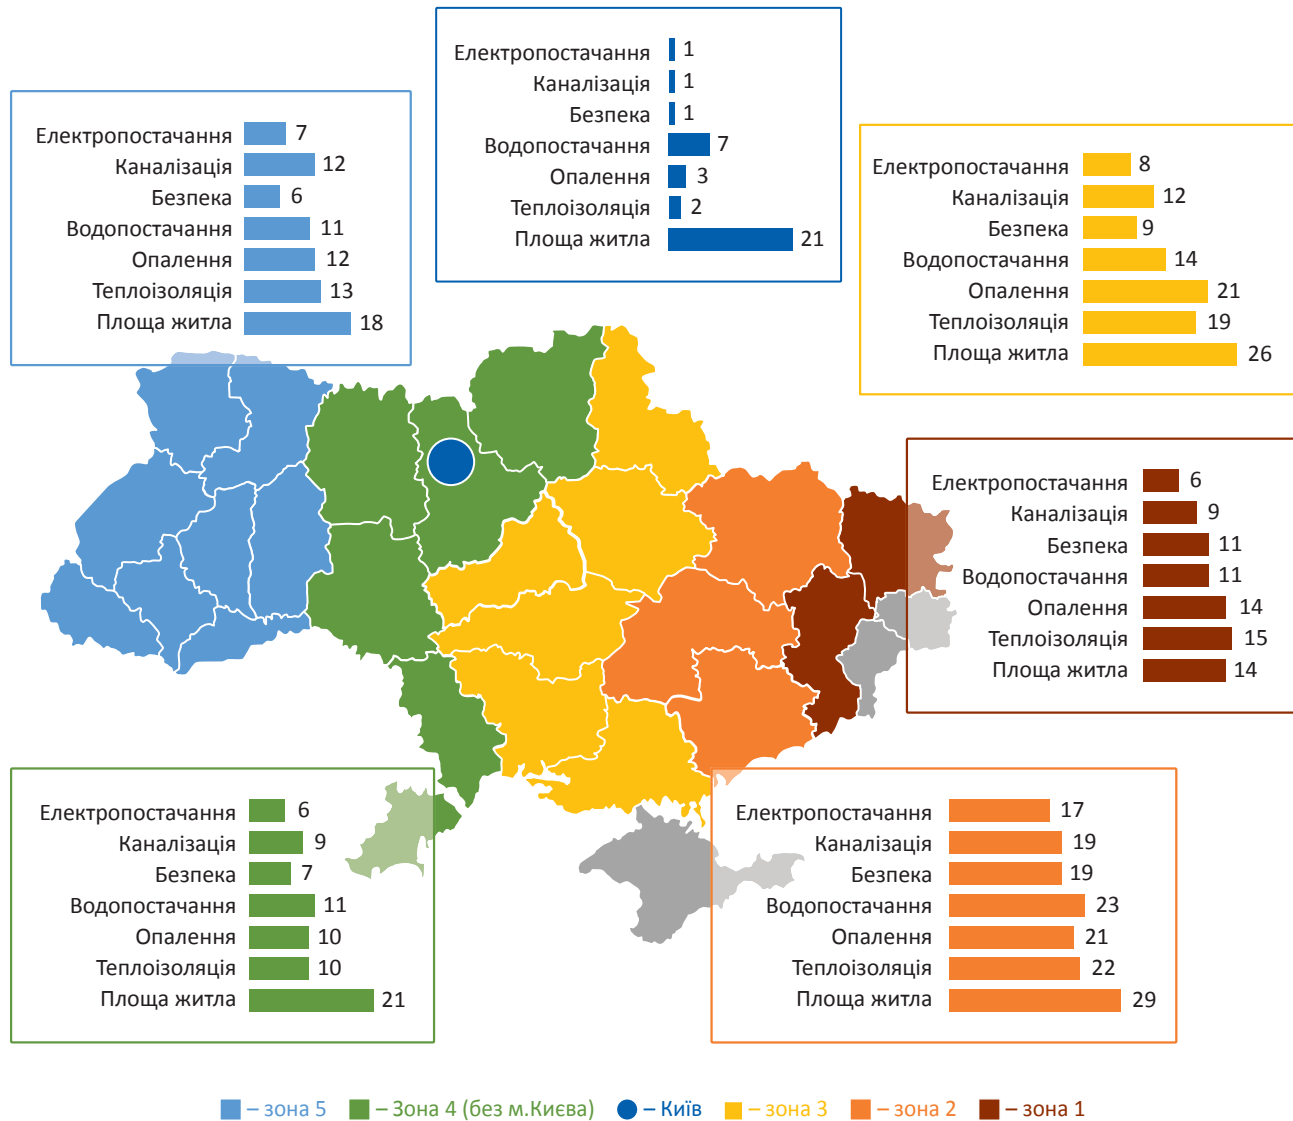 Електропостачання 1
Каналізація 1
Безпека 1
Водопостачання 7
Опалення 3
Теплоізоляція 2
Площа житла 21
Електропостачання 7
Каналізація 12
Безпека 6
Водопостачання 11
Опалення 12
Теплоізоляція 13
Площа житла 18
Електропостачання 8
Каналізація 12
Безпека 9
Водопостачання 14
Опалення 21
Теплоізоляція 19
Площа житла 26
Електропостачання 6
Каналізація 9
Безпека 11
Водопостачання 11
Опалення 14
Теплоізоляція 15
Площа житла 14
Електропостачання 6
Каналізація 9
Безпека 7
Водопостачання 11
Опалення 10
Теплоізоляція 10
Площа житла 21
Електропостачання 17
Каналізація 19
Безпека 19
Водопостачання 23
Опалення 21
Теплоізоляція 22
Площа житла 29
– зона 5 – Зона 4 (без м.Києва) – Київ – зона 3 – зона 2 – зона 1